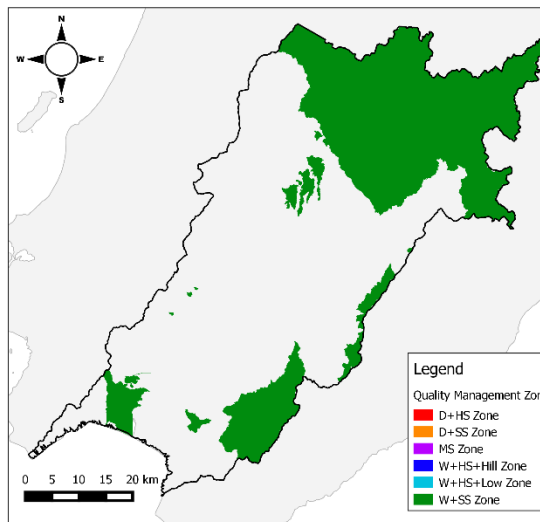 N
W E
S
Legend
Quality Management Zon
D+HS Zone
D+SS Zone
MS Zone
W+HS+Hill Zone
W+HS+Low Zone
W+SS Zone
0 5 10 15 20 km